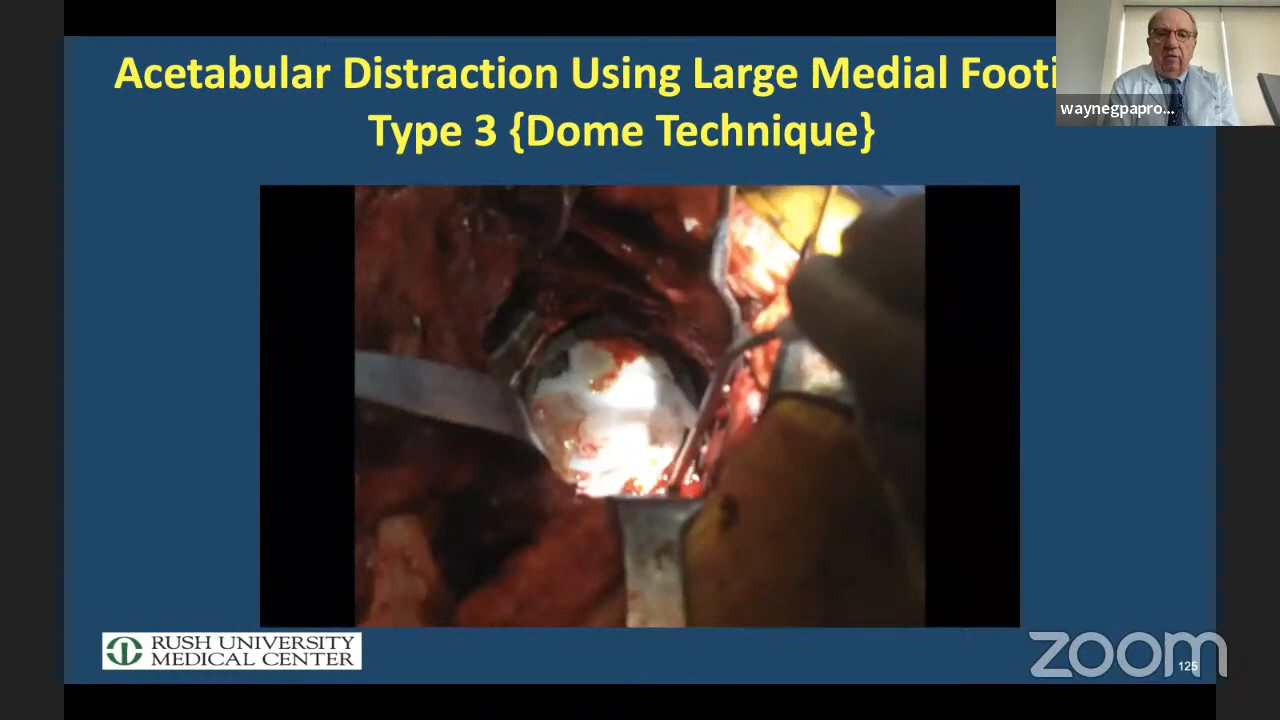 Acetabular Distraction Using Large Medial Footi
Type 3 {Dome Technique}
waynegpapro...
RUSH UNIVERSITY
MEDICAL CENTER
zoom
125